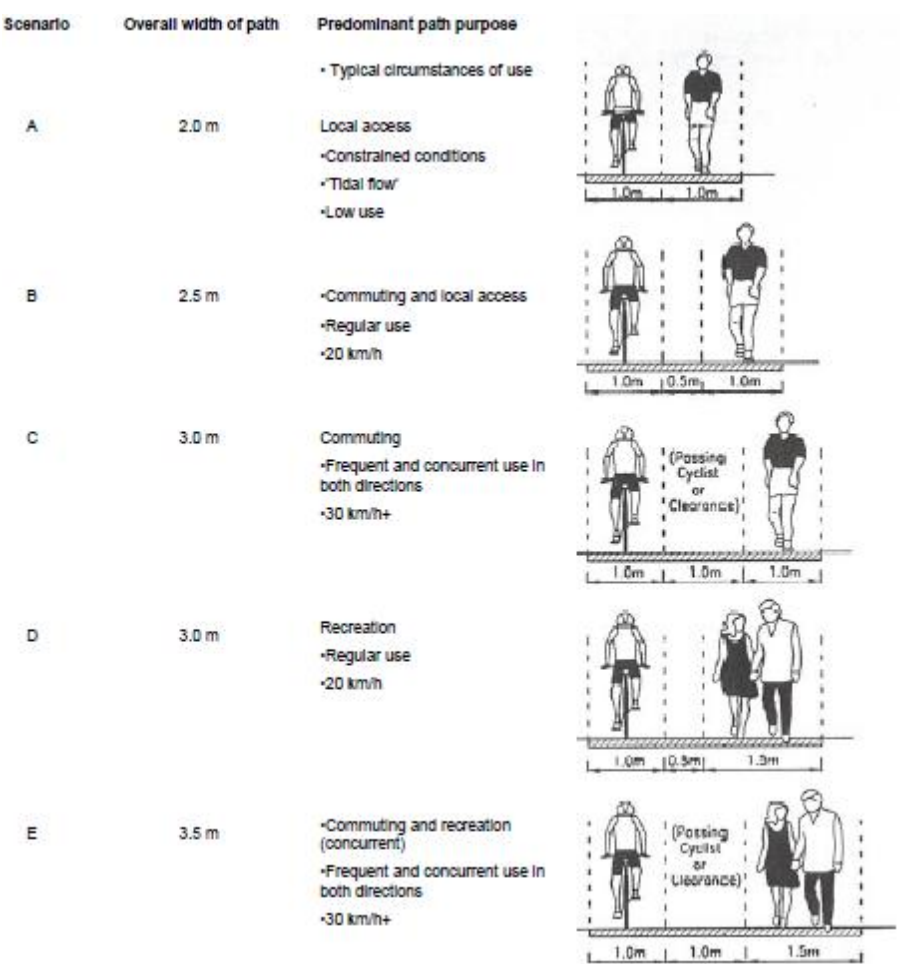 Scenario Overall width of path Predominant path purpose
• Typical circumstances of use
A 2.0 m Local access
•Constrained conditions
•'Tidal flow'
•Low use
1.0m 1.0m
B 2.5 m •Commuting and local access
•Regular use
•20 km/h
1.0m 0.5m 1.0m
C 3.0 m Commuting
•Frequent and concurrent use in
both directions
•30 km/h+
(Passing
Cyclist
or
Clearance)
1.0m 1.0m 1.0m
D 3.0 m Recreation
•Regular use
•20 km/h
1.0m 0.5m 1.5m
E 3.5 m •Commuting and recreation
(concurrent)
•Frequent and concurrent use in
both directions
•30 km/h+
(Passing
Cyclist
or
Clearance)
1.0m 1.0m 1.5m